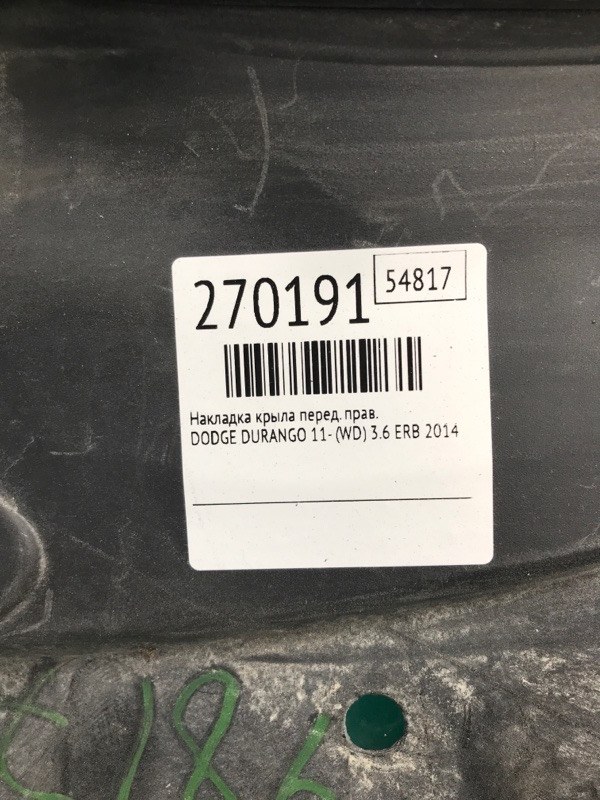 270191
54817
Накладка крыла перед. прав.
DODGE DURANGO 11- (WD) 3.6 ERB 2014